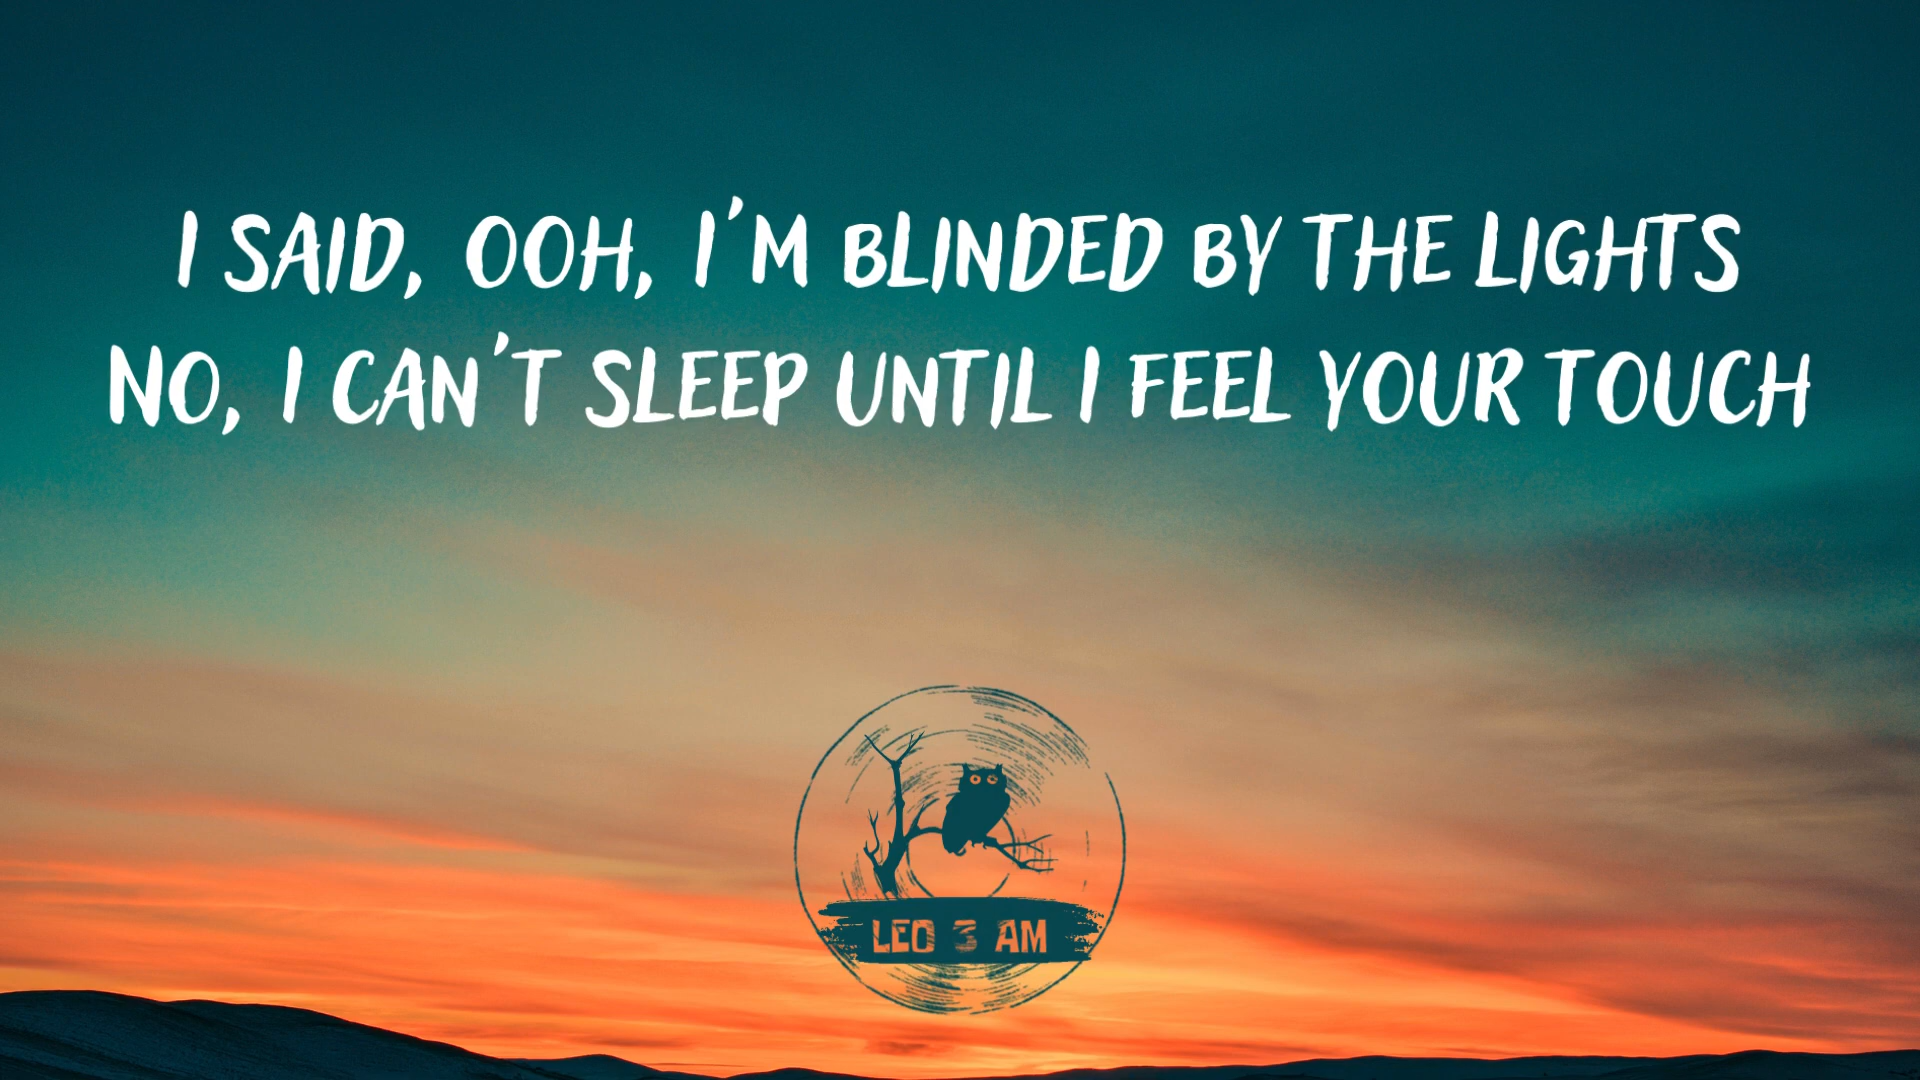 I SAID, OOH, I'M BLINDED BY THE LIGHTS
NO, I CAN'T SLEEP UNTIL I FEEL YOUR TOUCH
LEO 3 AM